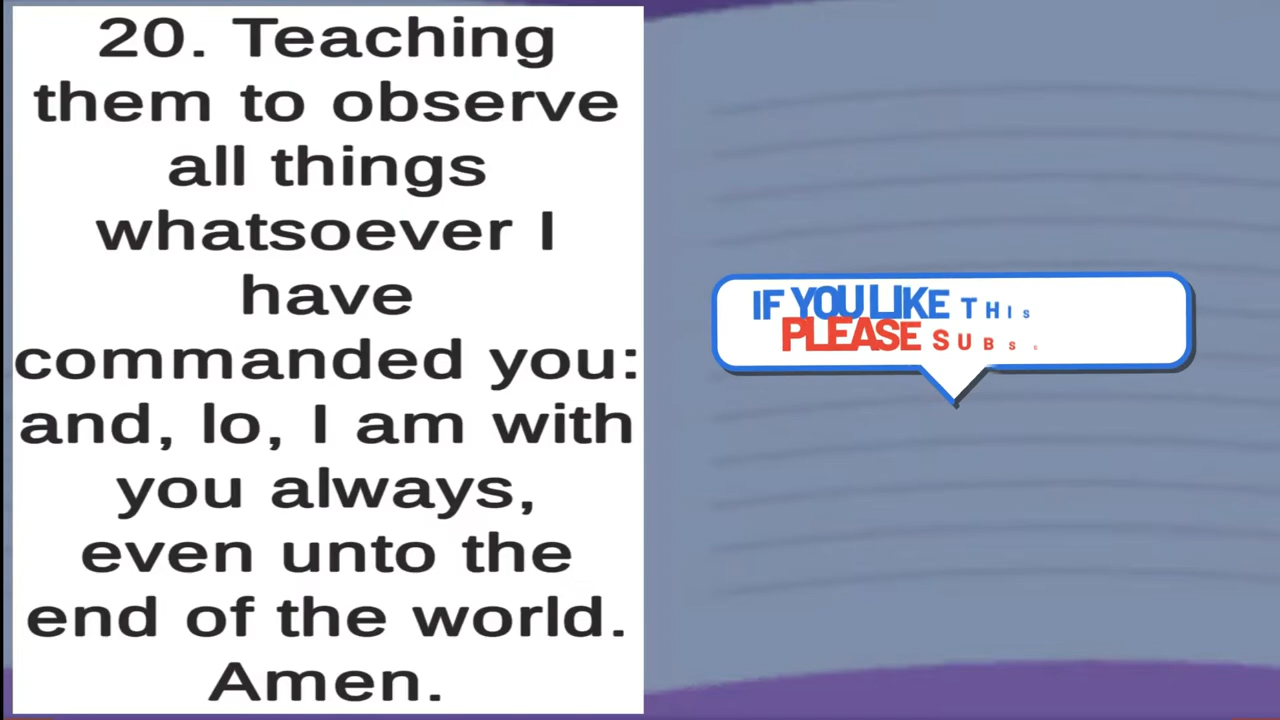 20. Teaching
them to observe
all things
whatsoever I
have
commanded you:
and, lo, I am with
you always,
even unto the
end of the world.
Amen.
IF YOU LIKE THIS
PLEASE SUBSC